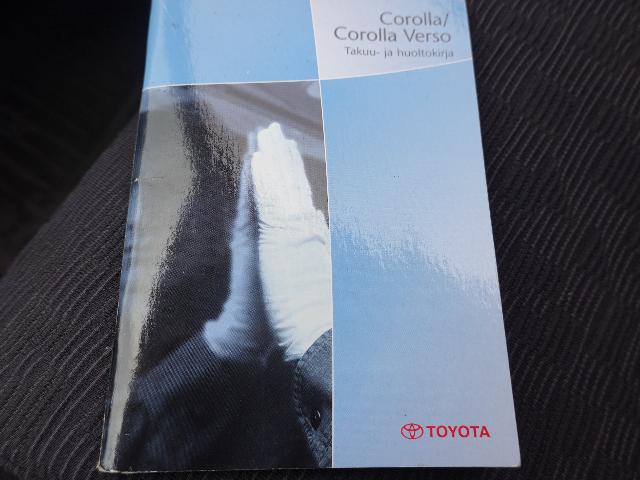 Corolla/
Corolla Verso
Takuu- ja huoltokirja
TOYOTA